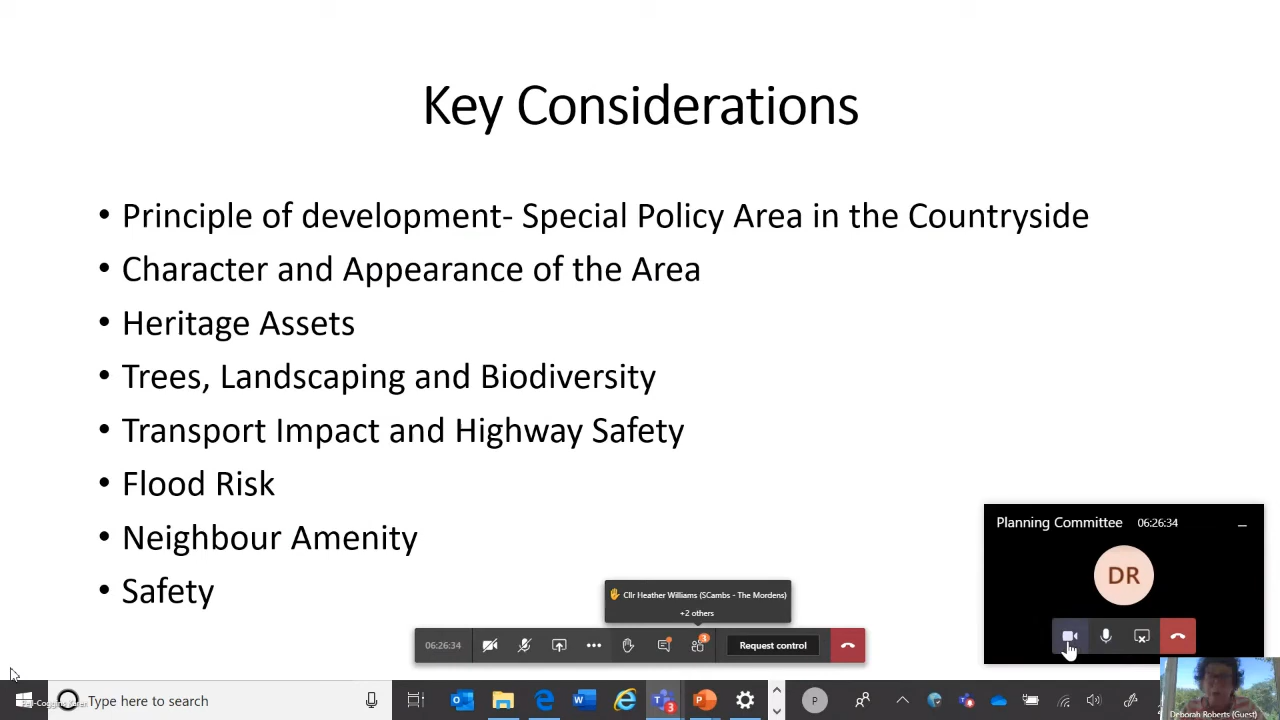 Key Considerations
• Principle of development- Special Policy Area in the Countryside
• Character and Appearance of the Area
• Heritage Assets
• Trees, Landscaping and Biodiversity
• Transport Impact and Highway Safety
• Flood Risk
• Neighbour Amenity
• Safety
Planning Committee 06:26:34
DR
Cllr Heather Williams (SCambs - The Mordens)
+2 others
06:26:34
3
Request control
Type here to search
3
P
Deborah Roberts (Guest)